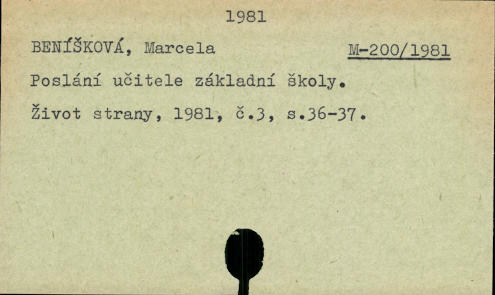 1981
BENÍŠKOVÁ, Marcela M-200/1981
Poslání učitele základní školy.
Život strany, 1981, č.3, s.36-37.